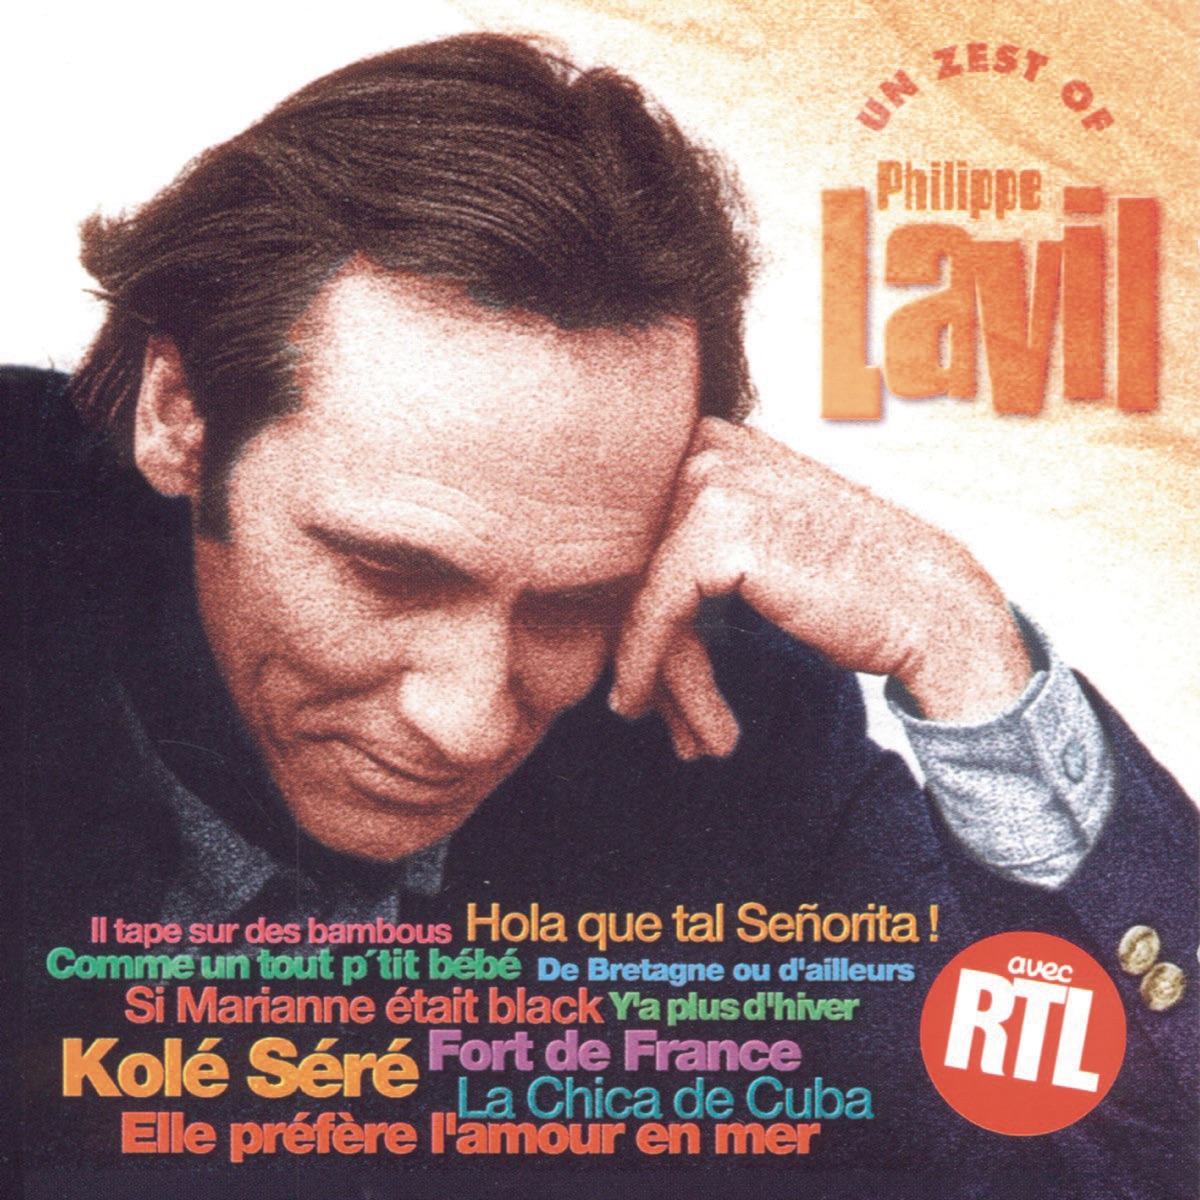 UN ZEST OF
Philippe
Lavil
Il tape sur des bambous Hola que tal Señorita !
Comme un tout p´tit bébé De Bretagne ou d'ailleurs
Si Marianne était black Y'a plus d'hiver
Kolé Séré Fort de France
La Chica de Cuba
Elle préfère l'amour en mer
avec
RTL